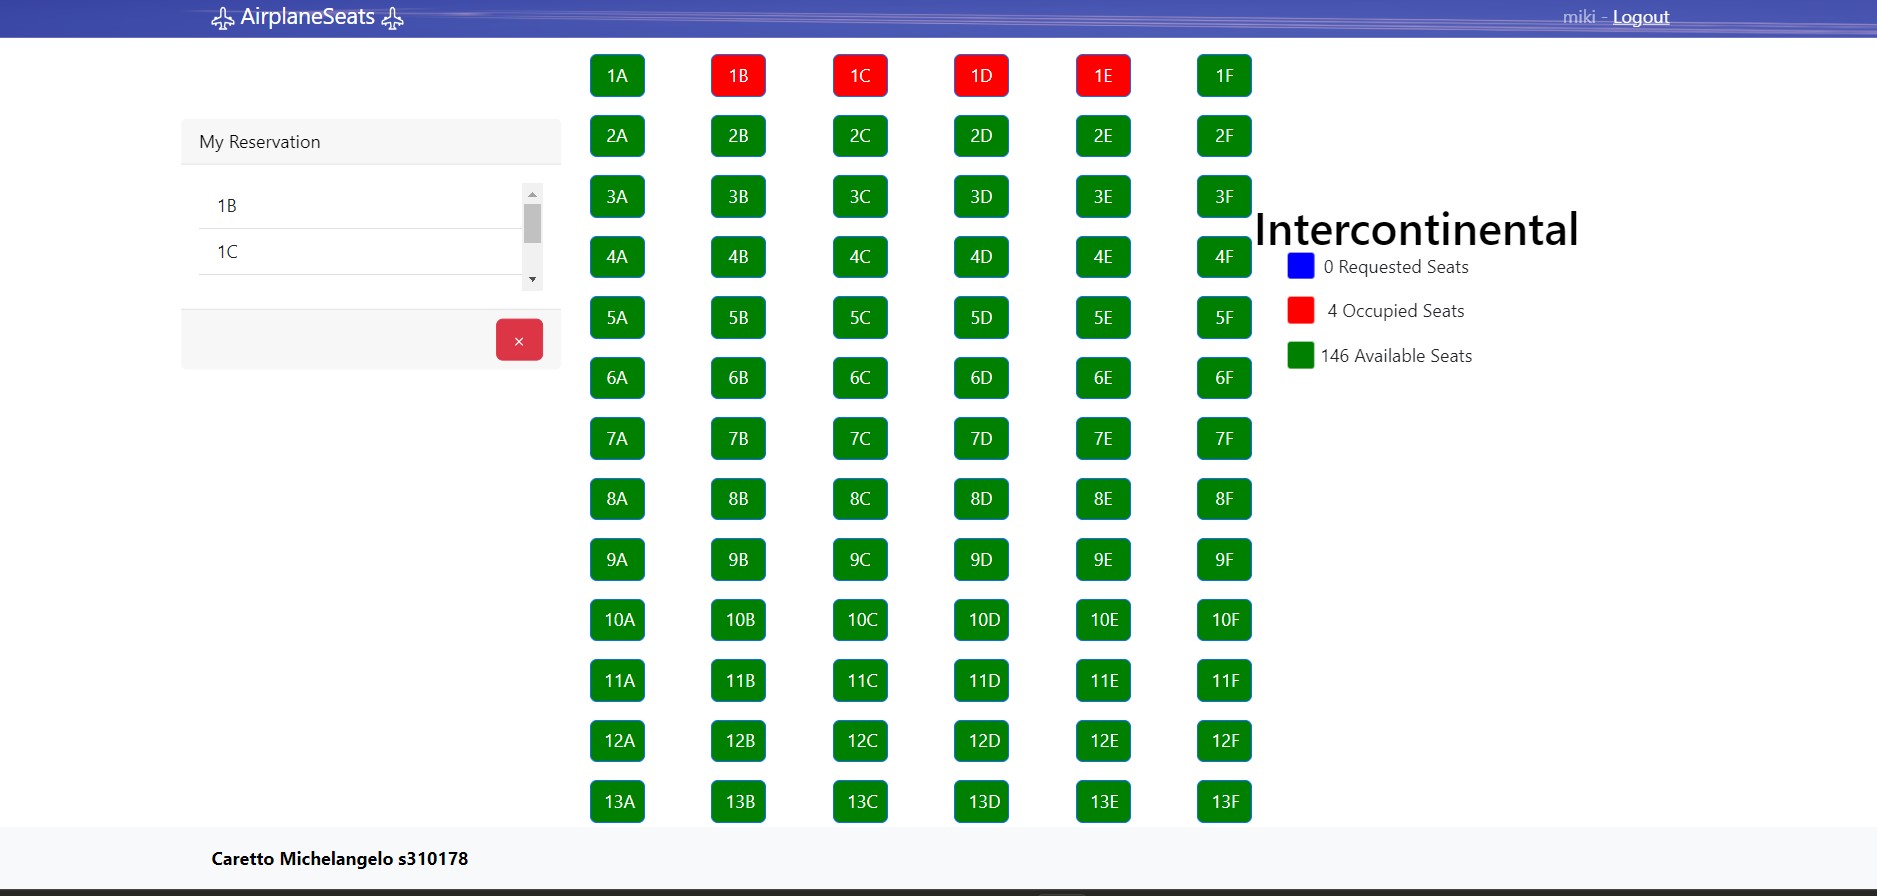 AirplaneSeats
miki - Logout
My Reservation
1B
1C
×
1A 1B 1C 1D 1E 1F
2A 2B 2C 2D 2E 2F
3A 3B 3C 3D 3E 3F
4A 4B 4C 4D 4E 4F
5A 5B 5C 5D 5E 5F
6A 6B 6C 6D 6E 6F
7A 7B 7C 7D 7E 7F
8A 8B 8C 8D 8E 8F
9A 9B 9C 9D 9E 9F
10A 10B 10C 10D 10E 10F
11A 11B 11C 11D 11E 11F
12A 12B 12C 12D 12E 12F
13A 13B 13C 13D 13E 13F
Intercontinental
0 Requested Seats
4 Occupied Seats
146 Available Seats
Caretto Michelangelo s310178